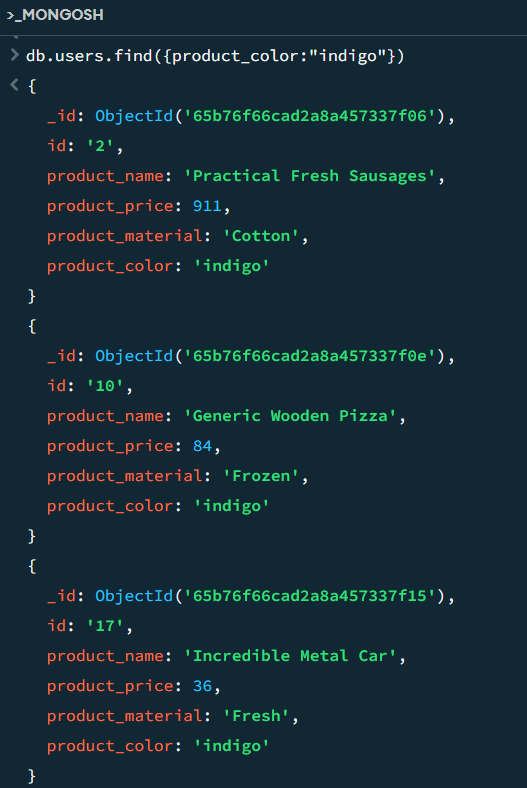 >_MONGOSH
> db.users.find({product_color:"indigo"})
< {
_id: ObjectId('65b76f66cad2a8a457337f06'),
id: '2',
product_name: 'Practical Fresh Sausages',
product_price: 911,
product_material: 'Cotton',
product_color: 'indigo'
}
{
_id: ObjectId('65b76f66cad2a8a457337f0e'),
id: '10',
product_name: 'Generic Wooden Pizza',
product_price: 84,
product_material: 'Frozen',
product_color: 'indigo'
}
{
_id: ObjectId('65b76f66cad2a8a457337f15'),
id: '17',
product_name: 'Incredible Metal Car',
product_price: 36,
product_material: 'Fresh',
product_color: 'indigo'
}